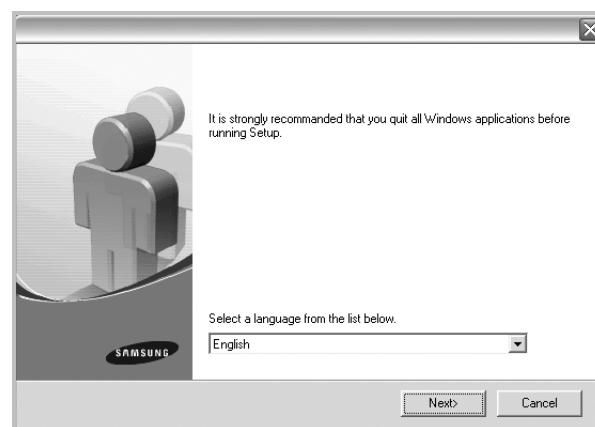 It is strongly recommanded that you quit all Windows applications before
running Setup.
Select a language from the list below.
English
SAMSUNG
Next>
Cancel